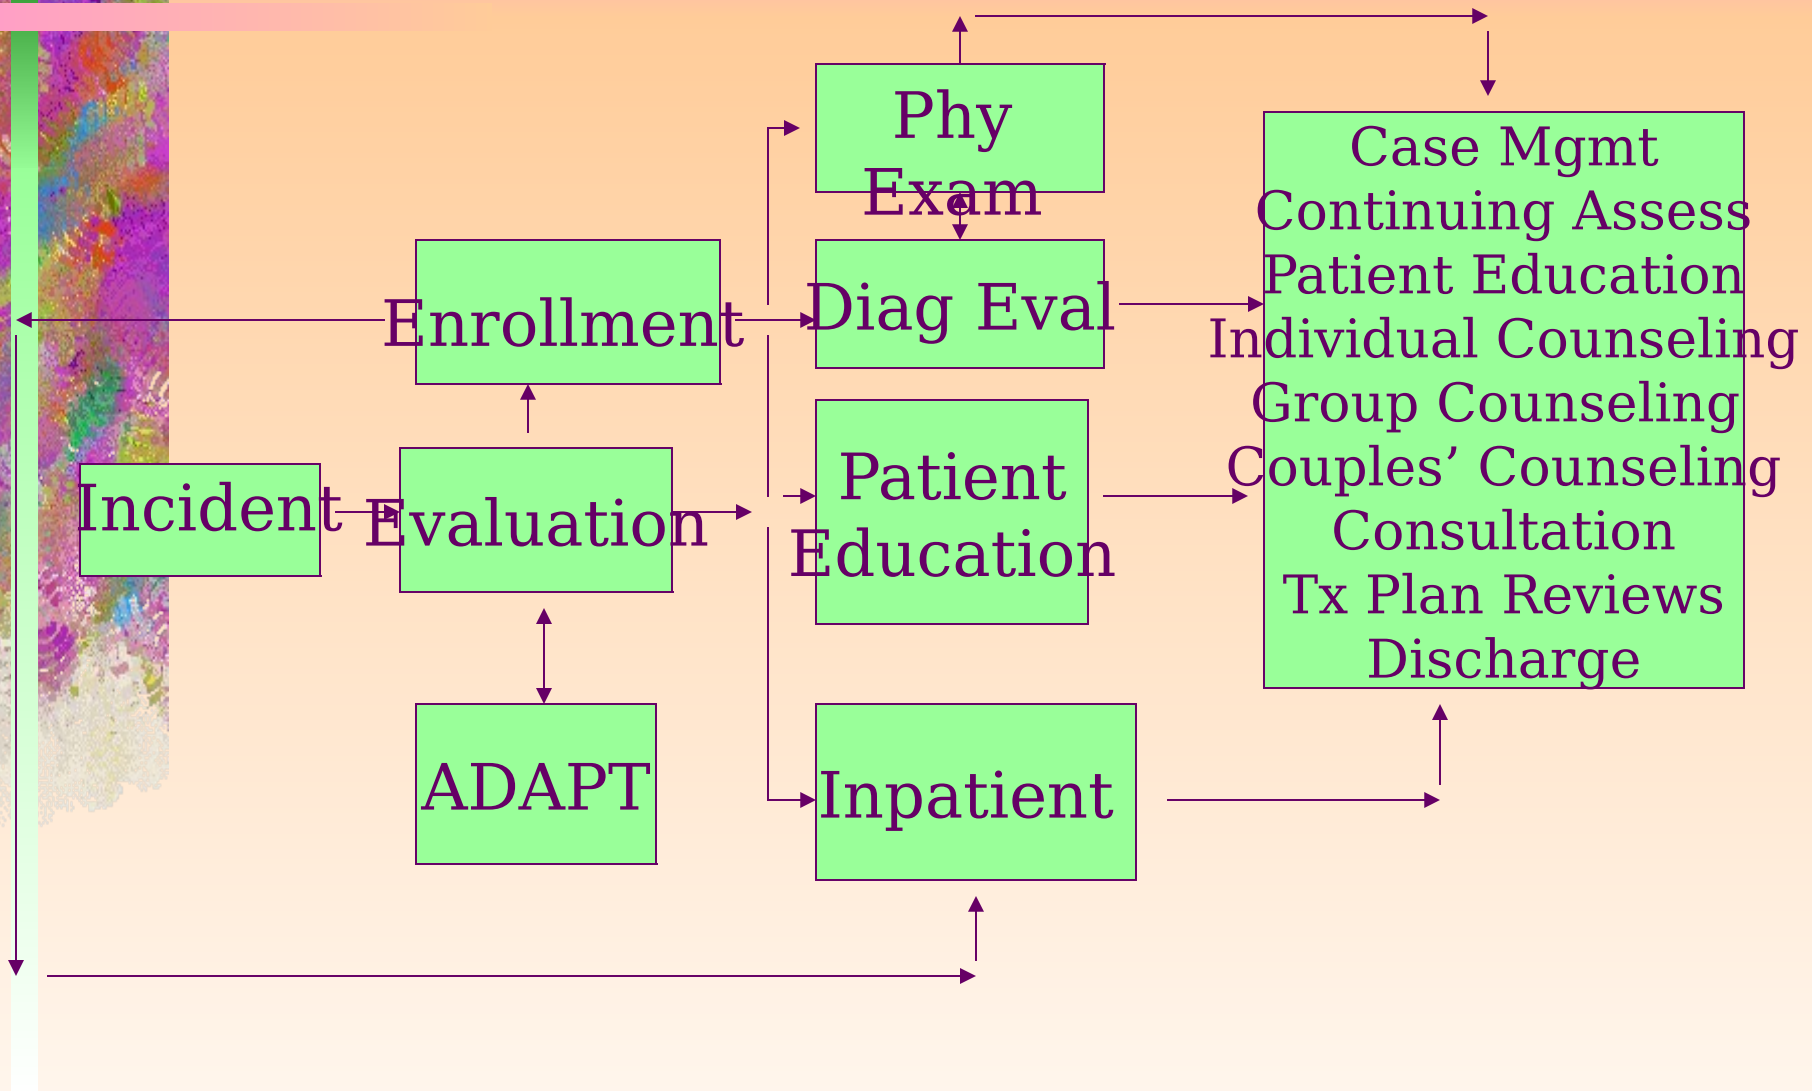 Phy
Exam
Enrollment
Diag Eval
Incident
Evaluation
Patient
Education
ADAPT
Inpatient
Case Mgmt
Continuing Assess
Patient Education
Individual Counseling
Group Counseling
Couples’ Counseling
Consultation
Tx Plan Reviews
Discharge